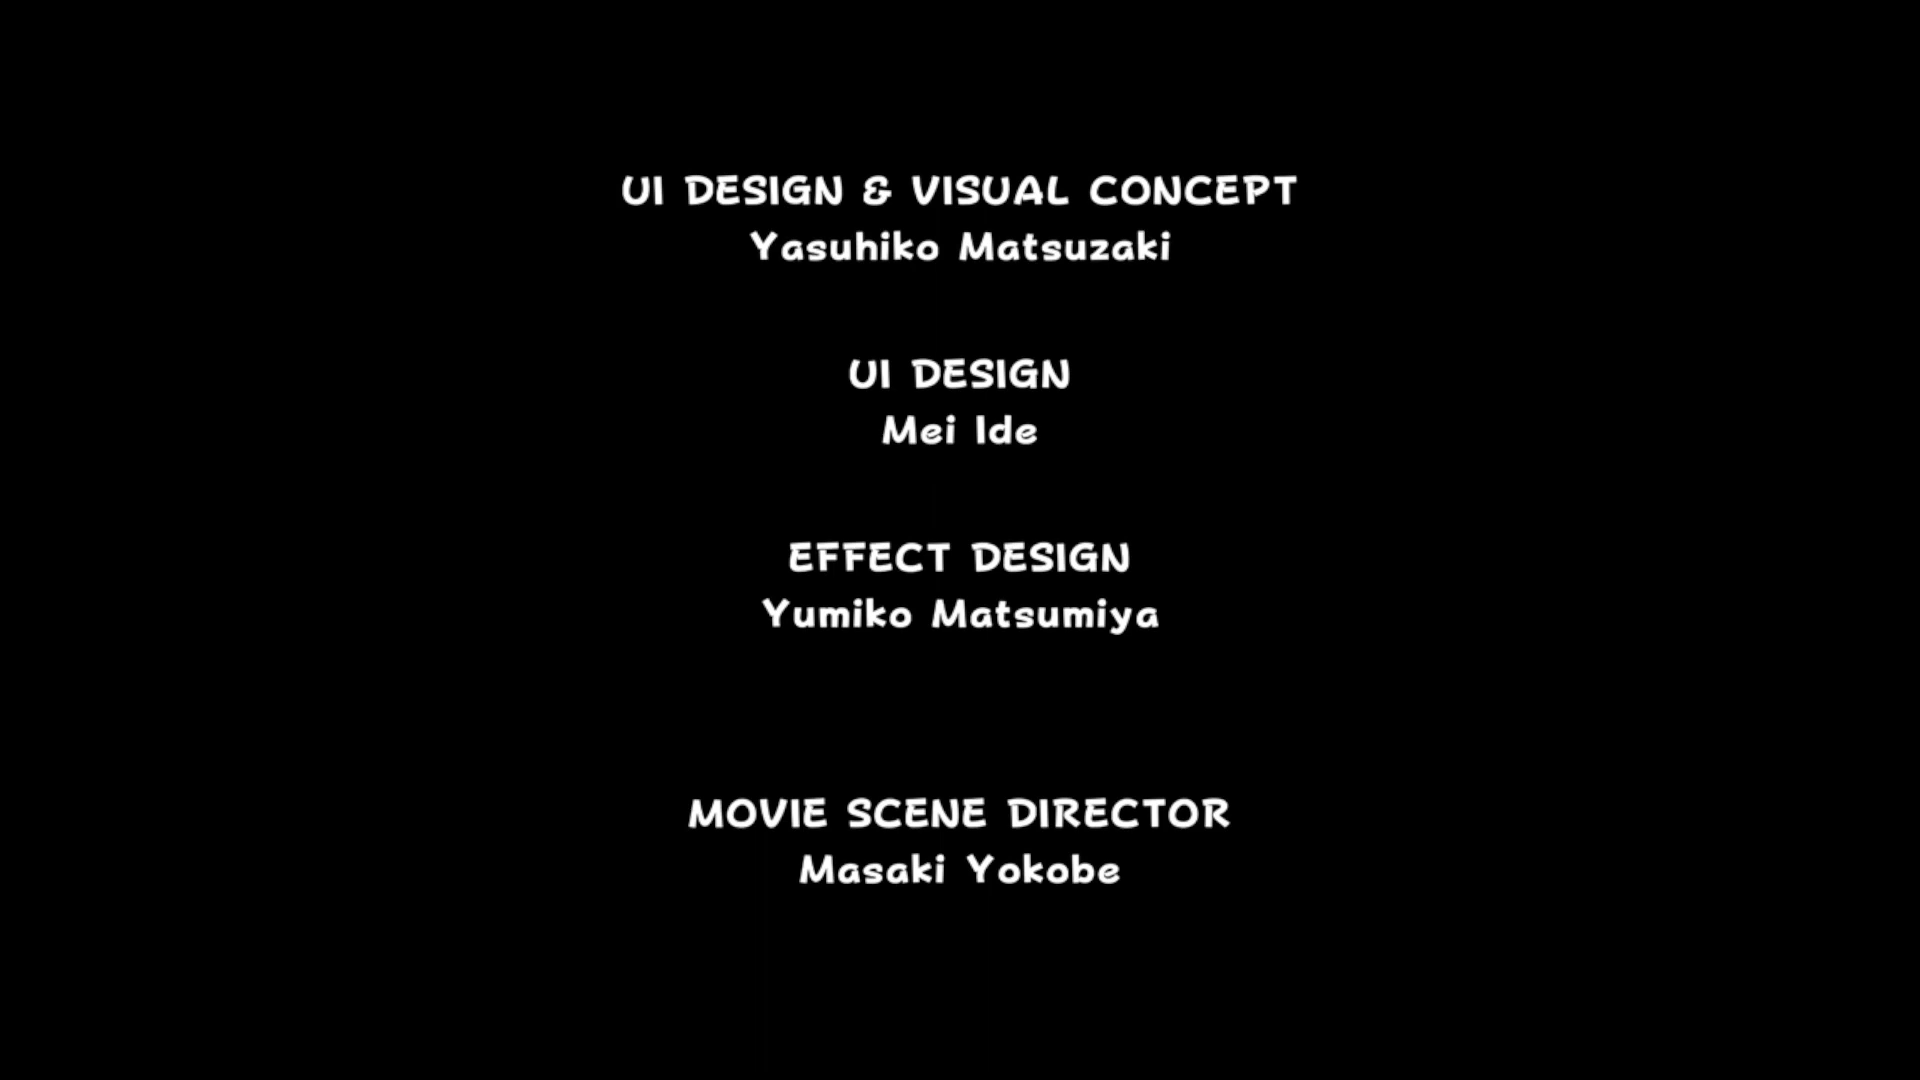 UI DESIGN & VISUAL CONCEPT
Yasuhiko Matsuzaki
UI DESIGN
Mei Ide
EFFECT DESIGN
Yumiko Matsumiya
MOVIE SCENE DIRECTOR
Masaki Yokobe